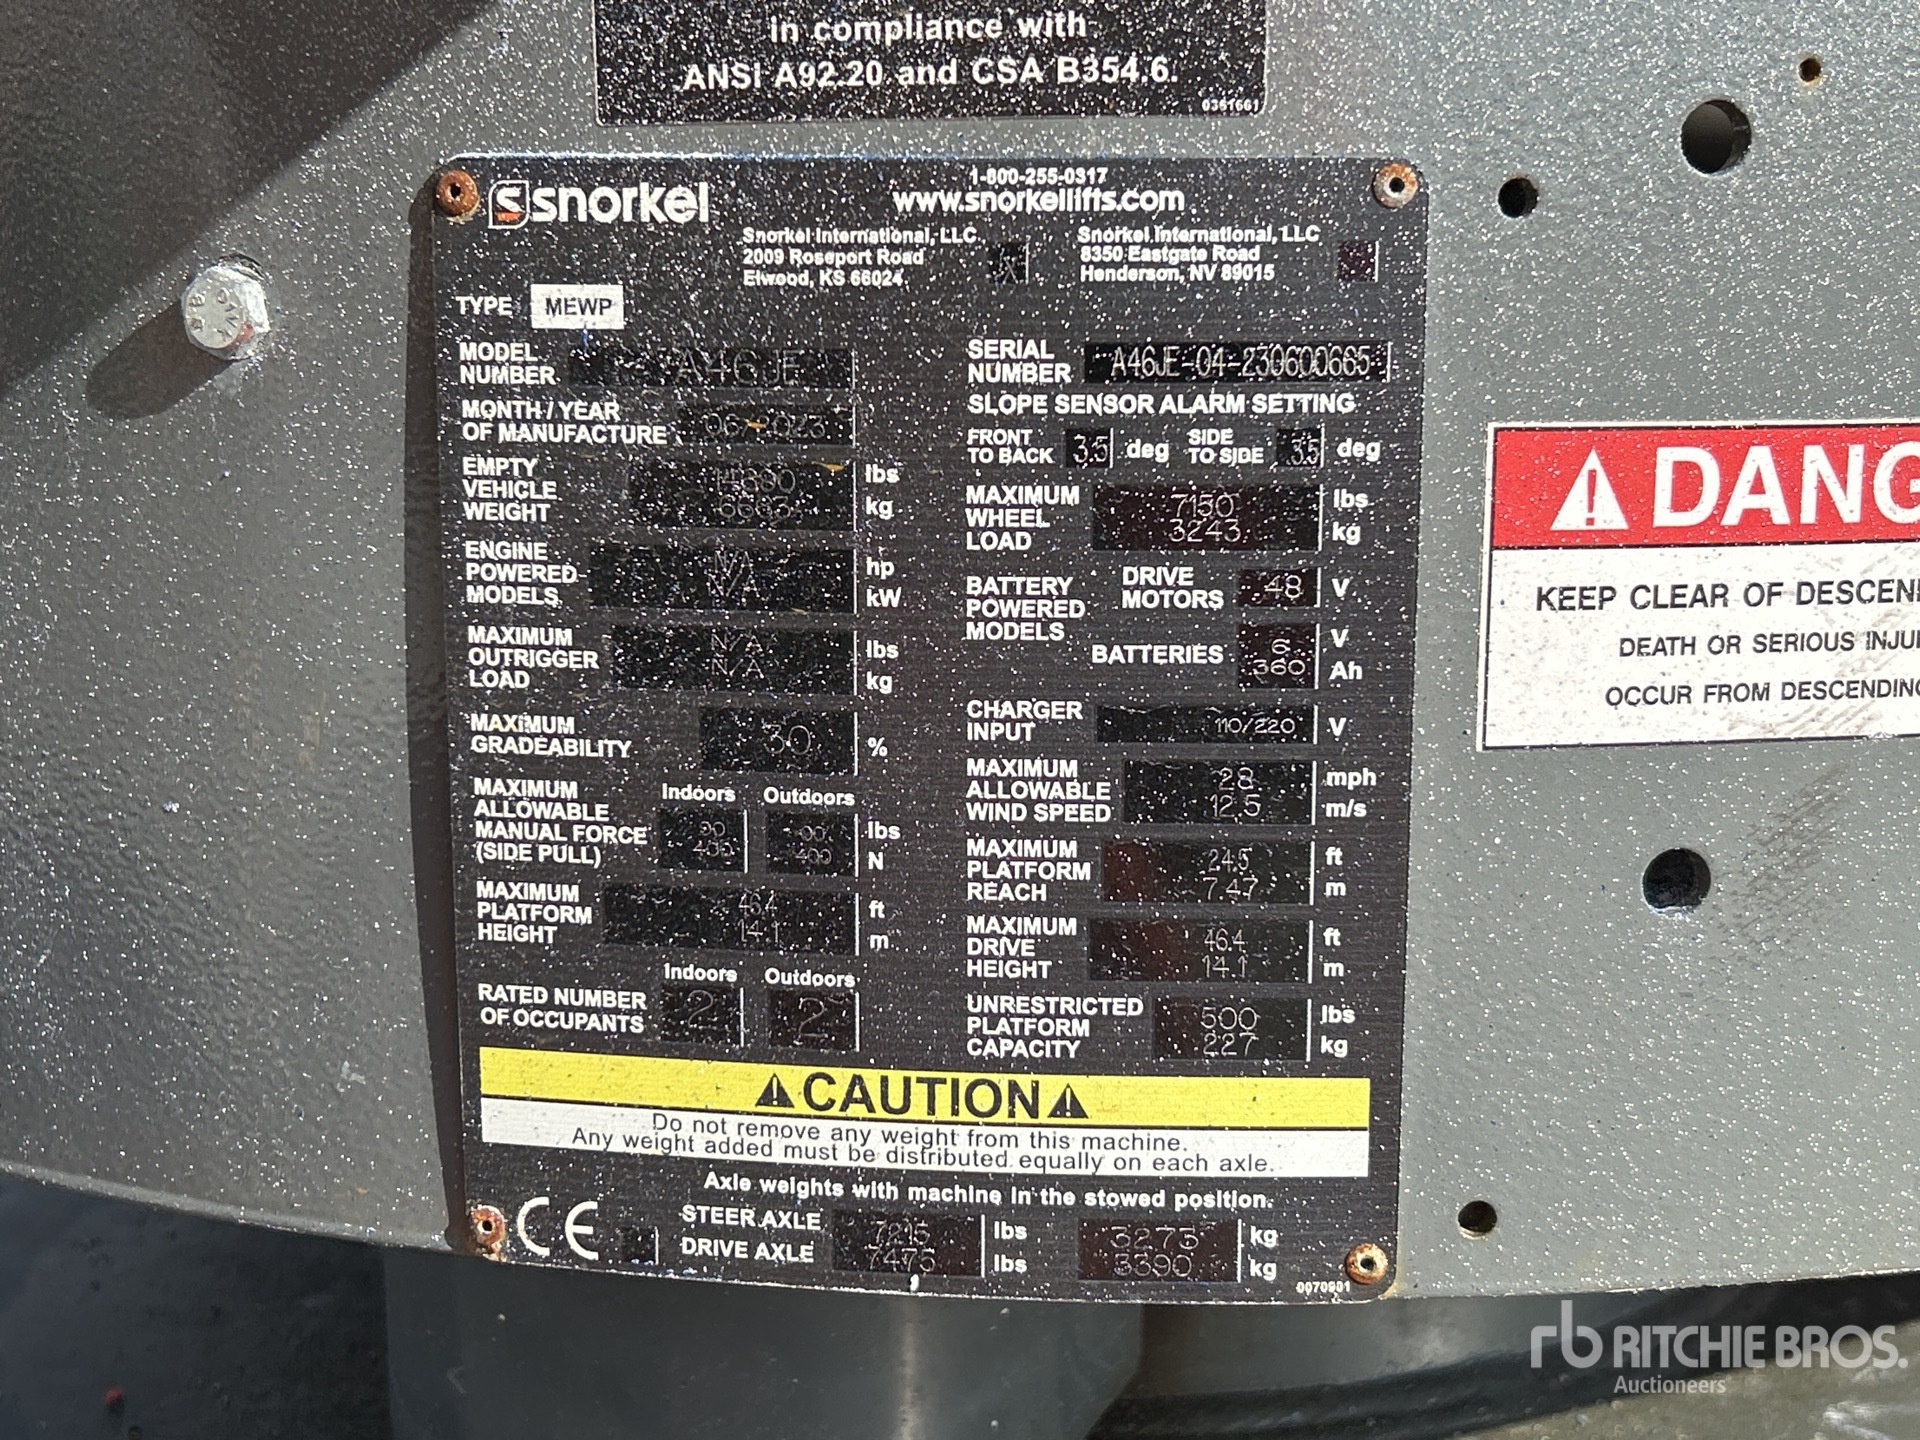 in compliance with
ANSI A92.20 and CSA B354.6.
0361661
snorkel
1-800-255-0317
www.snorkellifts.com
Snorkel International, LLC
2009 Roseport Road
Elwood, KS 66024
X
Snorkel International, LLC
8350 Eastgate Road
Henderson, NV 89015
TYPE MEWP
MODEL NUMBER A46JE
MONTH / YEAR OF MANUFACTURE
EMPTY VEHICLE WEIGHT
lbs
kg
ENGINE POWERED MODELS
N/A hp
N/A kW
MAXIMUM OUTRIGGER LOAD
N/A lbs
N/A kg
MAXIMUM GRADEABILITY 30 %
Indoors Outdoors
MAXIMUM ALLOWABLE MANUAL FORCE (SIDE PULL)
lbs
400 400 N
MAXIMUM PLATFORM HEIGHT
46.4 ft
14.1 m
Indoors Outdoors
RATED NUMBER OF OCCUPANTS 2 2
SERIAL NUMBER A46JE-04-230600665
SLOPE SENSOR ALARM SETTING
FRONT TO BACK 3.5 deg SIDE TO SIDE 3.5 deg
MAXIMUM WHEEL LOAD
7150 lbs
3243 kg
BATTERY POWERED MODELS
DRIVE MOTORS 48 V
BATTERIES 6 V
360 Ah
CHARGER INPUT 110/220 V
MAXIMUM ALLOWABLE WIND SPEED
28 mph
12.5 m/s
MAXIMUM PLATFORM REACH
24.5 ft
7.47 m
MAXIMUM DRIVE HEIGHT
46.4 ft
14.1 m
UNRESTRICTED PLATFORM CAPACITY
500 lbs
227 kg
CAUTION
Do not remove any weight from this machine.
Any weight added must be distributed equally on each axle.
Axle weights with machine in the stowed position.
CE
STEER AXLE 7215 lbs 3273 kg
DRIVE AXLE 7475 lbs 3390 kg
0070901
DANG
KEEP CLEAR OF DESCEN
DEATH OR SERIOUS INJU
OCCUR FROM DESCENDING
rb RITCHIE BROS.
Auctioneers